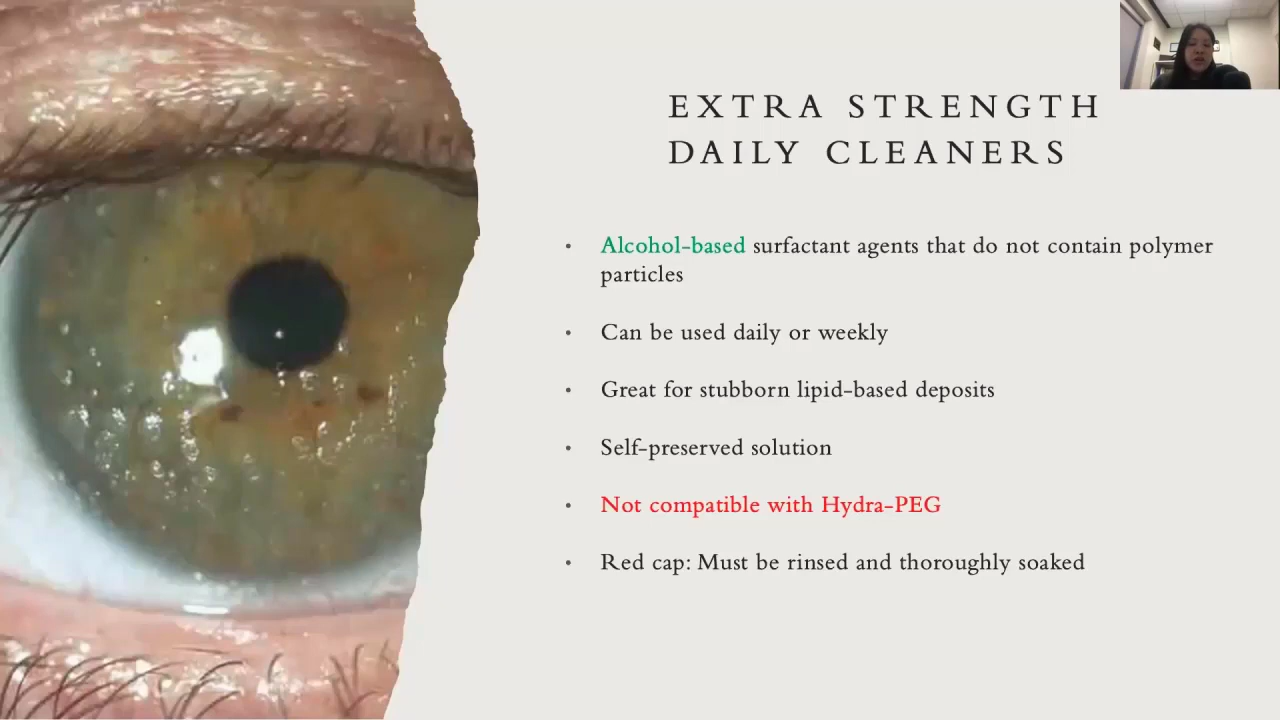 EXTRA STRENGTH
DAILY CLEANERS
• Alcohol-based surfactant agents that do not contain polymer
particles
• Can be used daily or weekly
• Great for stubborn lipid-based deposits
• Self-preserved solution
• Not compatible with Hydra-PEG
• Red cap: Must be rinsed and thoroughly soaked